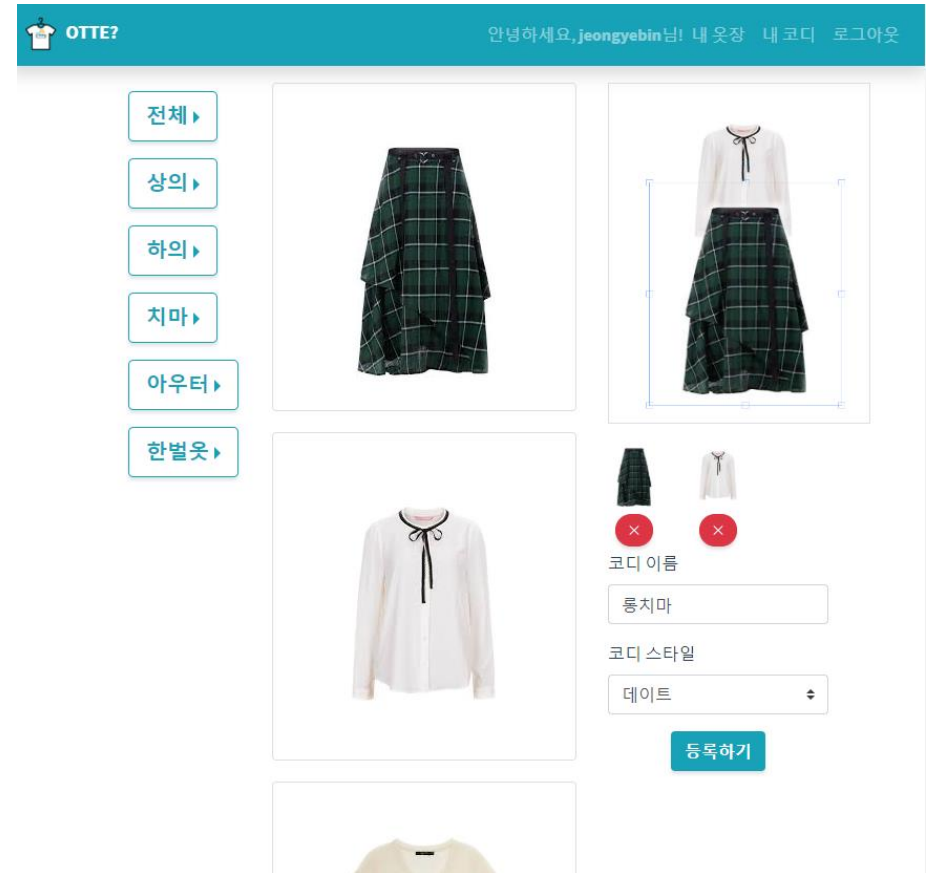 OTTE?
안녕하세요, jeongyebin님! 내 옷장 내 코디 로그아웃
전체
상의
하의
치마
아우터
한벌옷
코디 이름
롱치마
코디 스타일
데이트
등록하기